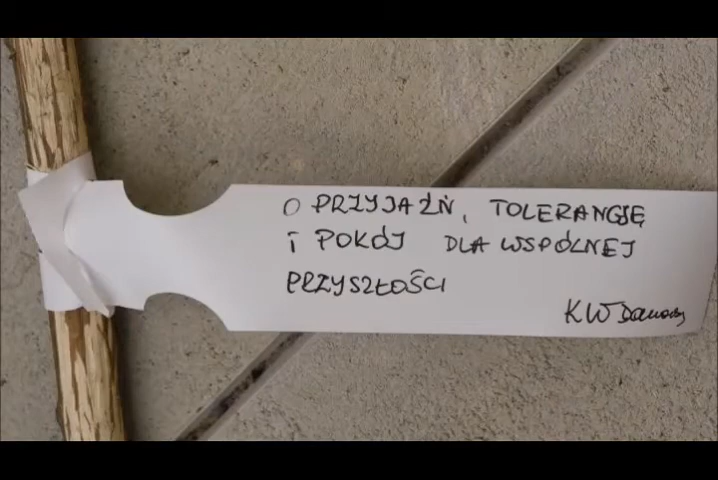 O PRZYJAŹŃ, TOLERANCJĘ
I POKÓJ DLA WSPÓLNEJ
PRZYSZŁOŚCI
KW